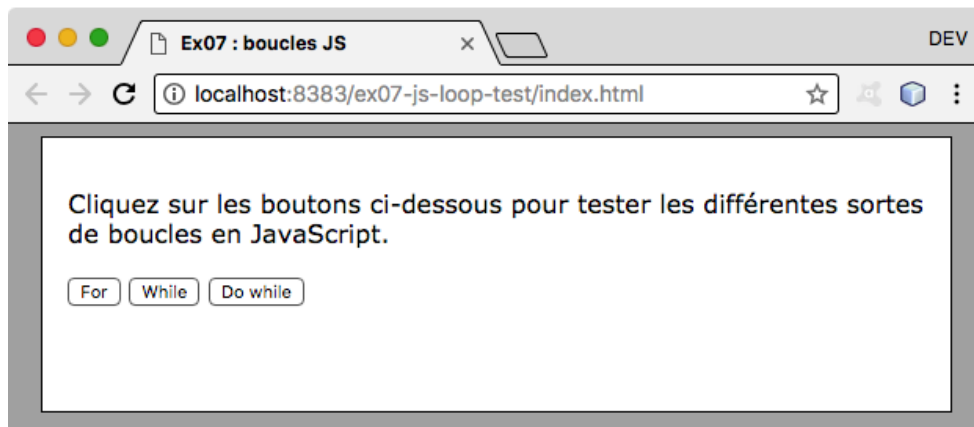 Ex07 : boucles JS
DEV
localhost:8383/ex07-js-loop-test/index.html
Cliquez sur les boutons ci-dessous pour tester les différentes sortes
de boucles en JavaScript.
For While Do while